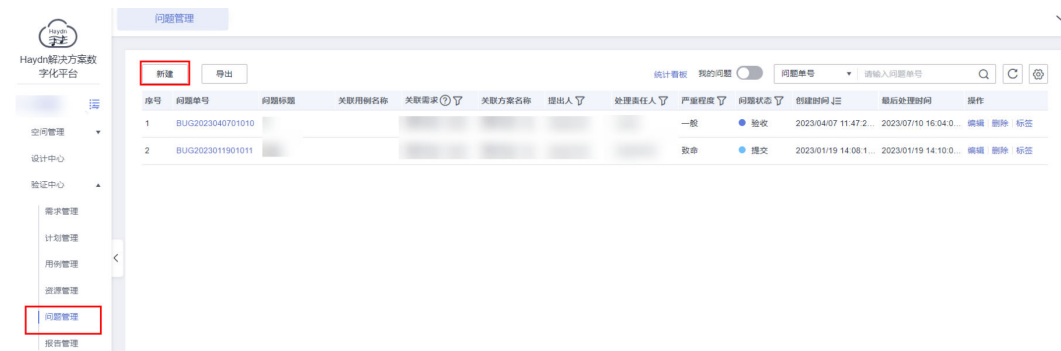 Haydn
Haydn解决方案数
字化平台
空间管理
设计中心
验证中心
需求管理
计划管理
用例管理
资源管理
问题管理
报告管理
问题管理
新建 导出 统计看板 我的问题 问题单号 请输入问题单号
序号 问题单号 问题标题 关联用例名称 关联需求 关联方案名称 提出人 处理责任人 严重程度 问题状态 创建时间 最后处理时间 操作
1 BUG2023040701010 一般 验收 2023/04/07 11:47:2... 2023/07/10 16:04:0... 编辑 删除 标签
2 BUG2023011901011 致命 提交 2023/01/19 14:08:1... 2023/01/19 14:10:0... 编辑 删除 标签